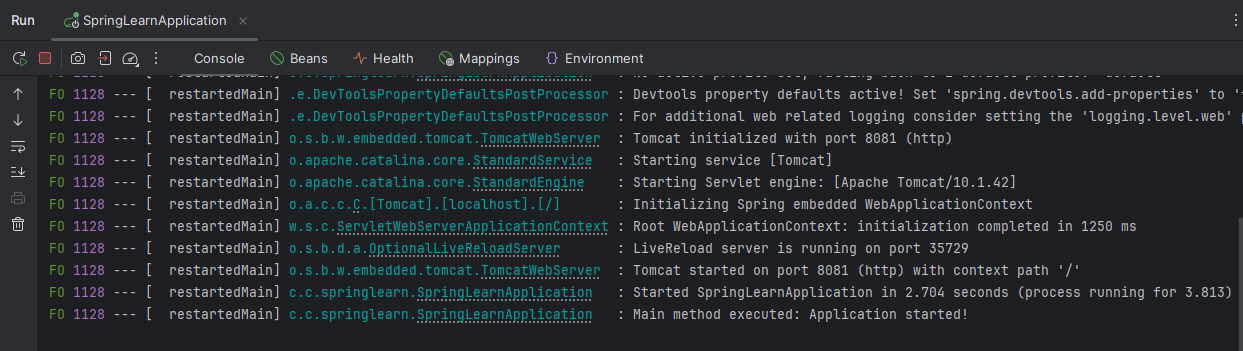 Run SpringLearnApplication
Console Beans Health Mappings Environment
FO 1128 --- [ restartedMain] .e.DevToolsPropertyDefaultsPostProcessor : Devtools property defaults active! Set 'spring.devtools.add-properties' to
FO 1128 --- [ restartedMain] .e.DevToolsPropertyDefaultsPostProcessor : For additional web related logging consider setting the 'logging.level.web'
FO 1128 --- [ restartedMain] o.s.b.w.embedded.tomcat.TomcatWebServer : Tomcat initialized with port 8081 (http)
FO 1128 --- [ restartedMain] o.apache.catalina.core.StandardService : Starting service [Tomcat]
FO 1128 --- [ restartedMain] o.apache.catalina.core.StandardEngine : Starting Servlet engine: [Apache Tomcat/10.1.42]
FO 1128 --- [ restartedMain] o.a.c.c.C.[Tomcat].[localhost].[/] : Initializing Spring embedded WebApplicationContext
FO 1128 --- [ restartedMain] w.s.c.ServletWebServerApplicationContext : Root WebApplicationContext: initialization completed in 1250 ms
FO 1128 --- [ restartedMain] o.s.b.d.a.OptionalLiveReloadServer : LiveReload server is running on port 35729
FO 1128 --- [ restartedMain] o.s.b.w.embedded.tomcat.TomcatWebServer : Tomcat started on port 8081 (http) with context path '/'
FO 1128 --- [ restartedMain] c.c.springlearn.SpringLearnApplication : Started SpringLearnApplication in 2.704 seconds (process running for 3.813)
FO 1128 --- [ restartedMain] c.c.springlearn.SpringLearnApplication : Main method executed: Application started!